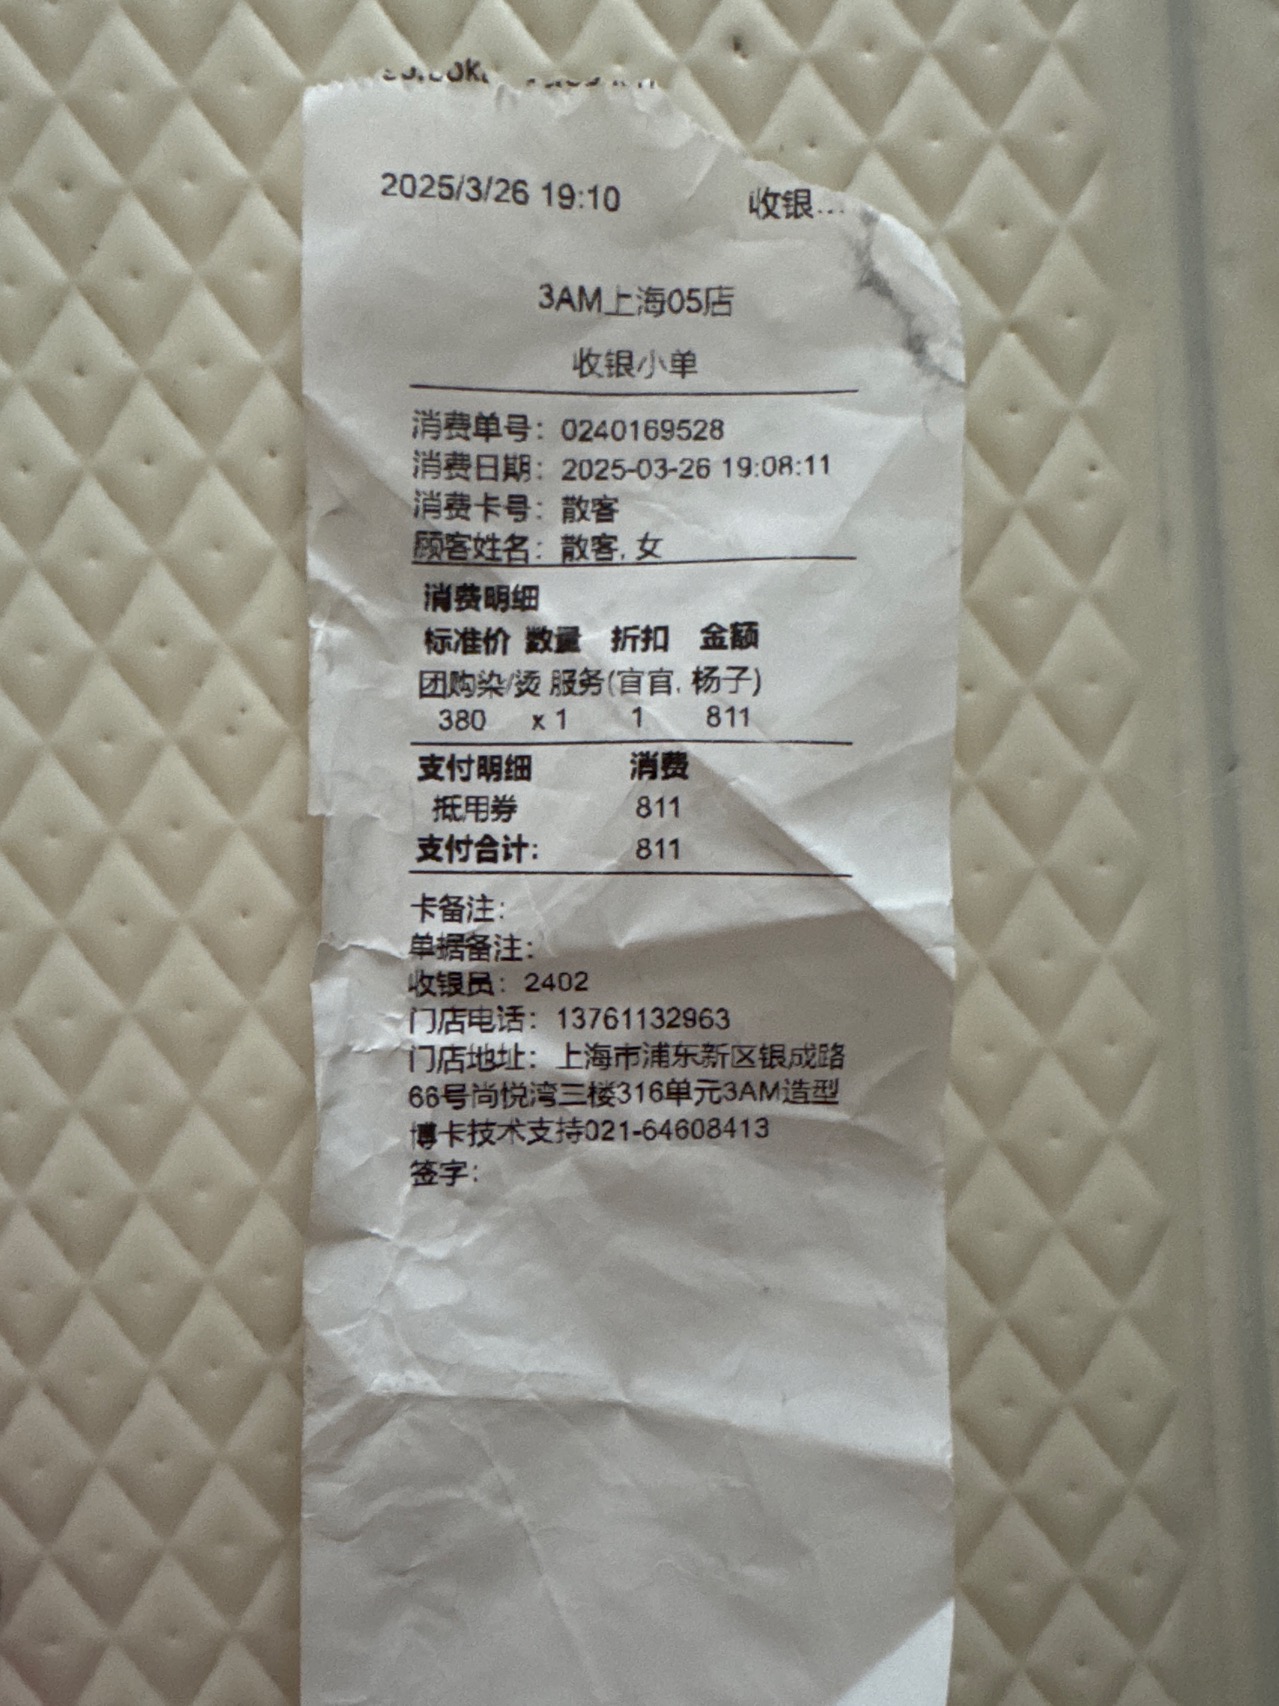 2025/3/26 19:10 收银...
3AM上海05店
收银小单
消费单号：0240169528
消费日期：2025-03-26 19:08:11
消费卡号：散客
顾客姓名：散客, 女
消费明细
标准价 数量 折扣 金额
团购染/烫 服务(官官, 杨子)
380 x 1 1 811
支付明细 消费
抵用券 811
支付合计: 811
卡备注:
单据备注:
收银员：2402
门店电话：13761132963
门店地址：上海市浦东新区银成路
66号尚悦湾三楼316单元3AM造型
博卡技术支持021-64608413
签字: